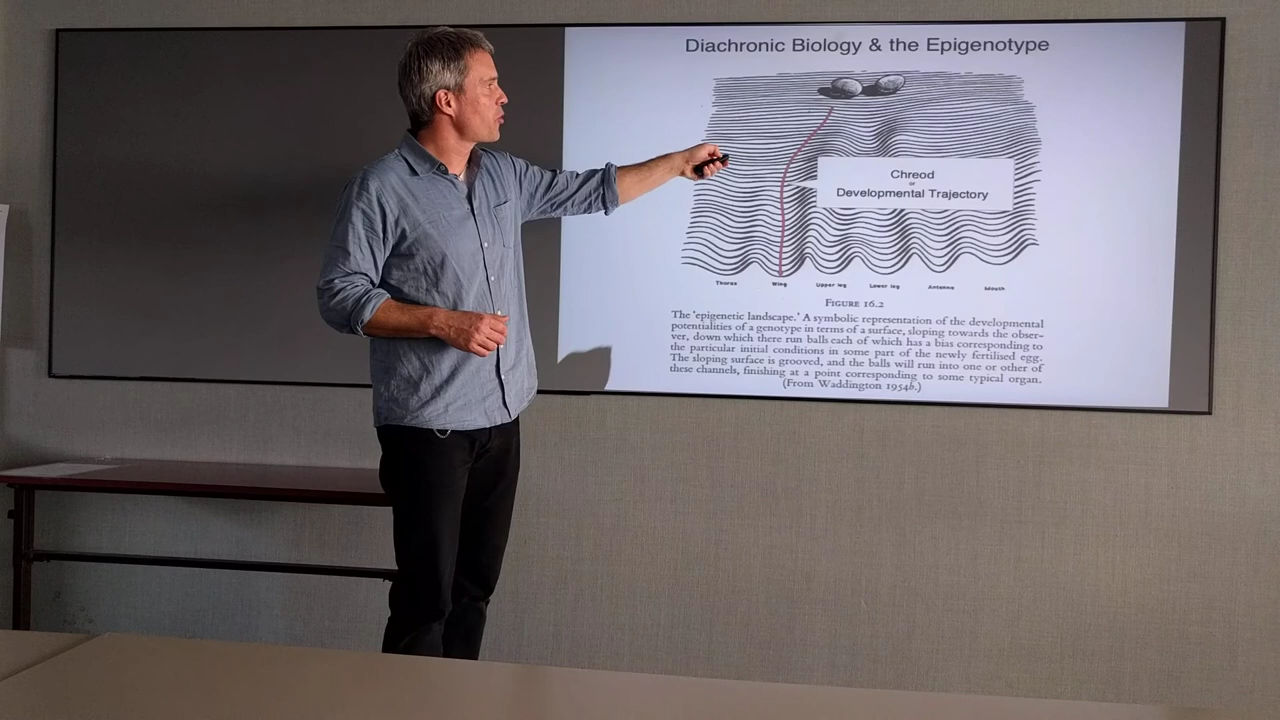 Diachronic Biology & the Epigenotype
Chreod
or
Developmental Trajectory
Thorax Wing Upper leg Lower leg Antenna Mouth
FIGURE 16.2
The 'epigenetic landscape.' A symbolic representation of the developmental
potentialities of a genotype in terms of a surface, sloping towards the obser-
ver, down which there run balls each of which has a bias corresponding to
the particular initial conditions in some part of the newly fertilised egg.
The sloping surface is grooved, and the balls will run into one or other of
these channels, finishing at a point corresponding to some typical organ.
(From Waddington 1954b.)